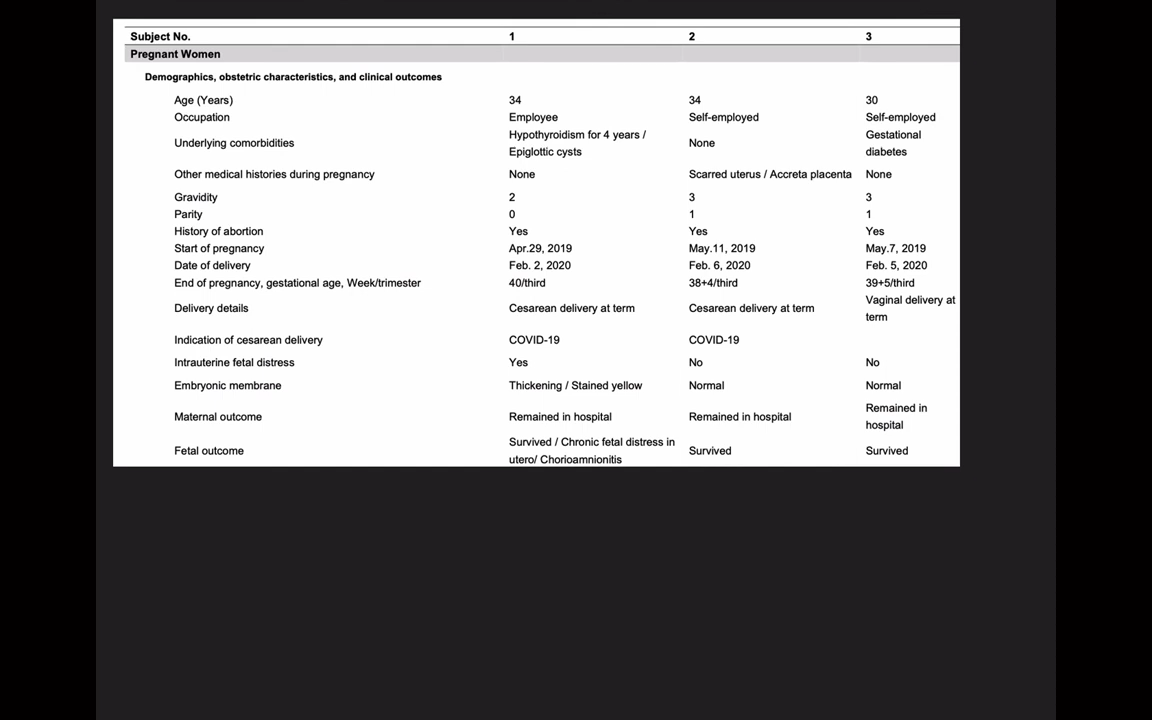 Subject No. 1 2 3
Pregnant Women
Demographics, obstetric characteristics, and clinical outcomes
Age (Years) 34 34 30
Occupation Employee Self-employed Self-employed
Underlying comorbidities Hypothyroidism for 4 years / Epiglottic cysts None Gestational diabetes
Other medical histories during pregnancy None Scarred uterus / Accreta placenta None
Gravidity 2 3 3
Parity 0 1 1
History of abortion Yes Yes Yes
Start of pregnancy Apr.29, 2019 May.11, 2019 May.7, 2019
Date of delivery Feb. 2, 2020 Feb. 6, 2020 Feb. 5, 2020
End of pregnancy, gestational age, Week/trimester 40/third 38+4/third 39+5/third
Delivery details Cesarean delivery at term Cesarean delivery at term Vaginal delivery at term
Indication of cesarean delivery COVID-19 COVID-19
Intrauterine fetal distress Yes No No
Embryonic membrane Thickening / Stained yellow Normal Normal
Maternal outcome Remained in hospital Remained in hospital Remained in hospital
Fetal outcome Survived / Chronic fetal distress in utero/ Chorioamnionitis Survived Survived